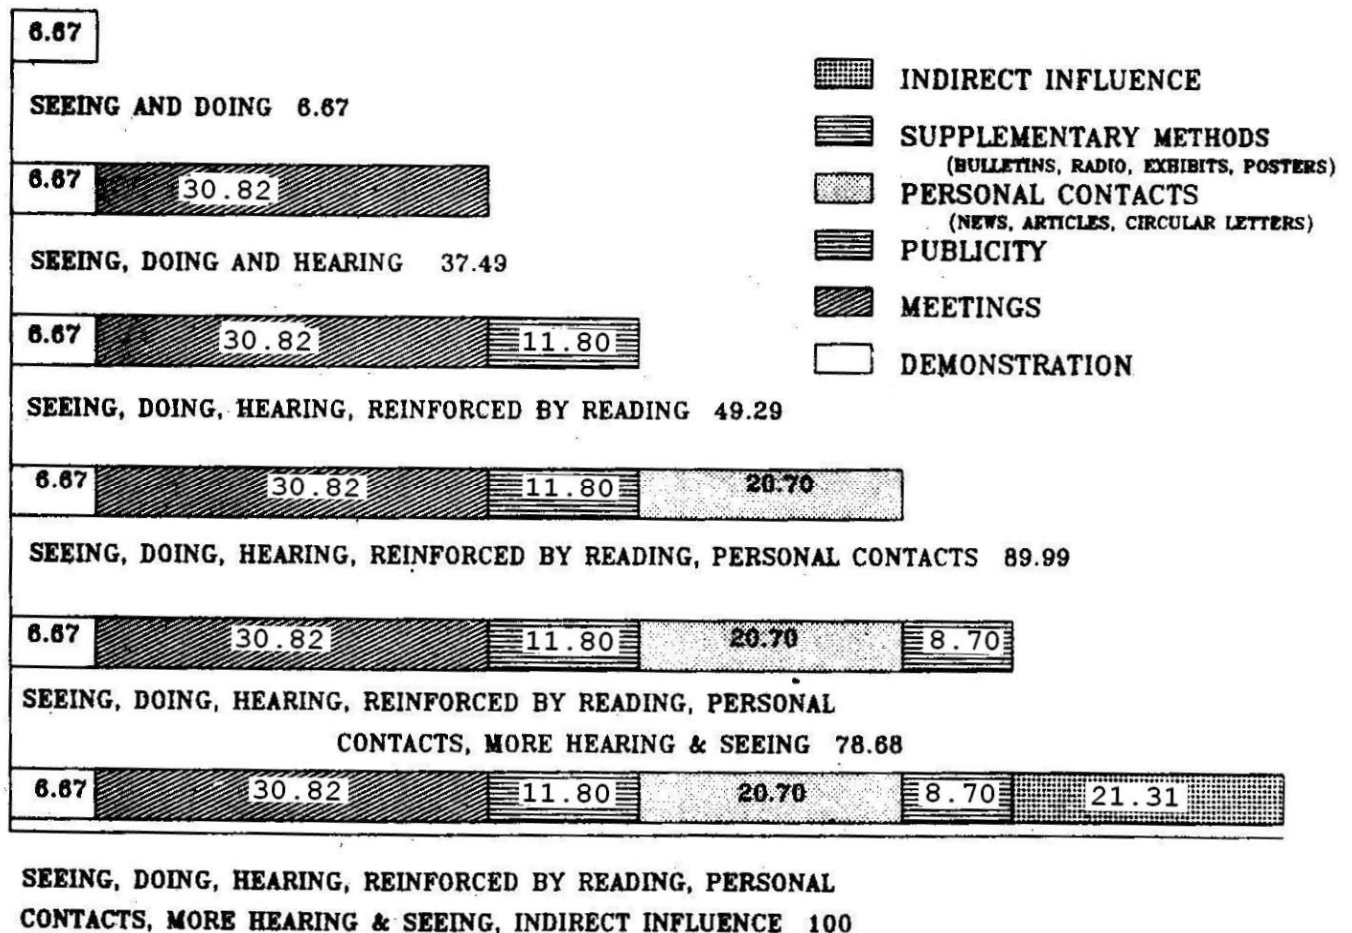 6.67
SEEING AND DOING 6.67
6.67 30.82
SEEING, DOING AND HEARING 37.49
6.67 30.82 11.80
SEEING, DOING, HEARING, REINFORCED BY READING 49.29
6.67 30.82 11.80 20.70
SEEING, DOING, HEARING, REINFORCED BY READING, PERSONAL CONTACTS 89.99
6.67 30.82 11.80 20.70 8.70
SEEING, DOING, HEARING, REINFORCED BY READING, PERSONAL
CONTACTS, MORE HEARING & SEEING 78.68
6.67 30.82 11.80 20.70 8.70 21.31
SEEING, DOING, HEARING, REINFORCED BY READING, PERSONAL
CONTACTS, MORE HEARING & SEEING, INDIRECT INFLUENCE 100
INDIRECT INFLUENCE
SUPPLEMENTARY METHODS
(BULLETINS, RADIO, EXHIBITS, POSTERS)
PERSONAL CONTACTS
(NEWS, ARTICLES, CIRCULAR LETTERS)
PUBLICITY
MEETINGS
DEMONSTRATION